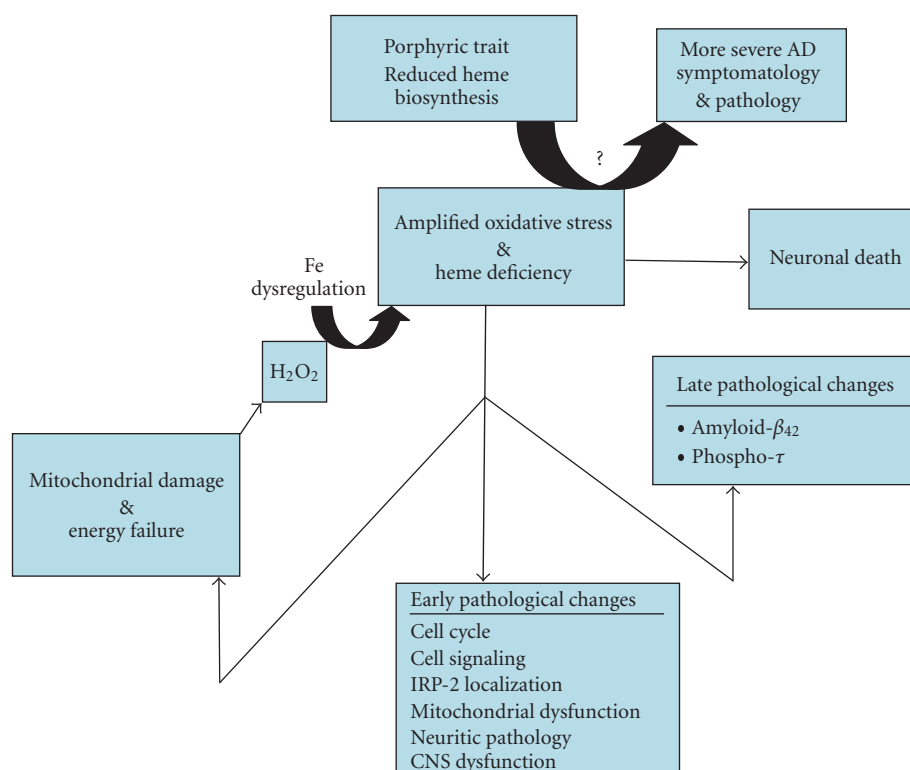 Porphyric trait
Reduced heme
biosynthesis
More severe AD
symptomatology
& pathology
?
Amplified oxidative stress
&
heme deficiency
Neuronal death
Fe
dysregulation
H₂O₂
Mitochondrial damage
&
energy failure
Late pathological changes
• Amyloid-β₄₂
• Phospho-τ
Early pathological changes
Cell cycle
Cell signaling
IRP-2 localization
Mitochondrial dysfunction
Neuritic pathology
CNS dysfunction